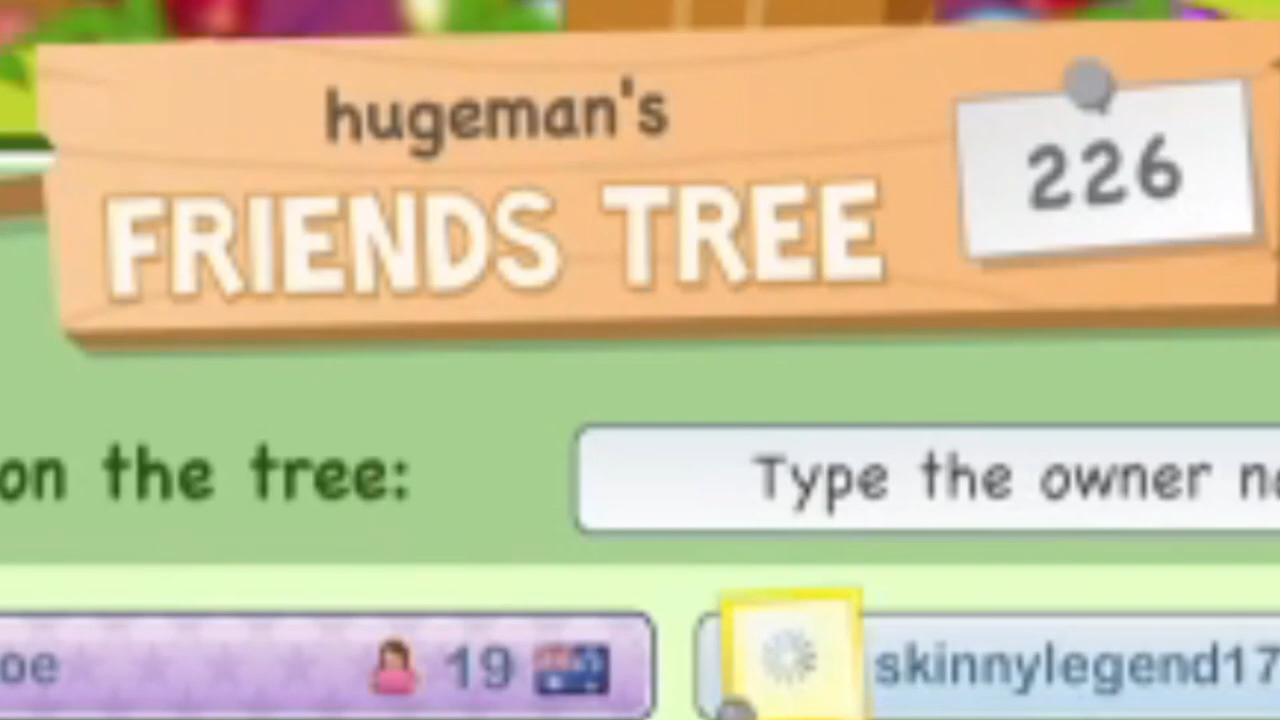 hugeman's
FRIENDS TREE
226
on the tree:
Type the owner
oe
19
skinnylegend17